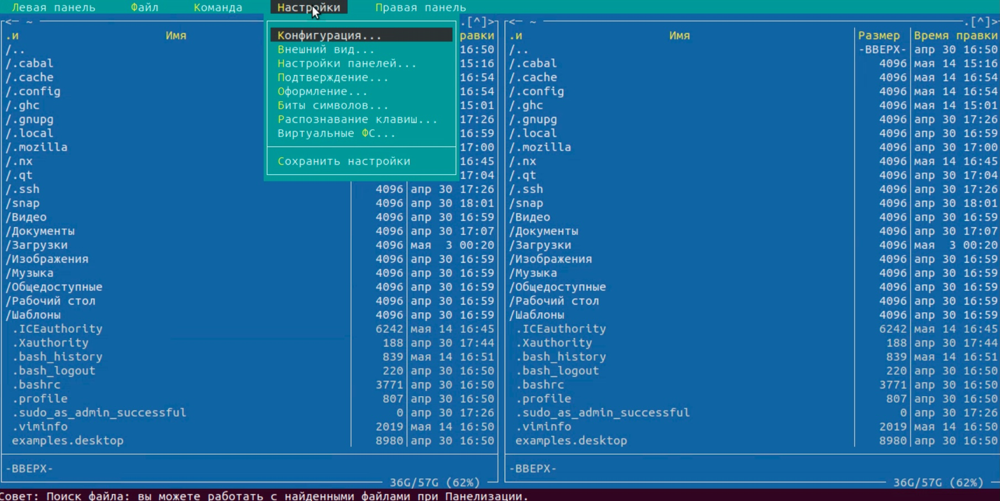 Левая панель Файл Команда Настройки Правая панель
<─ ~ .[^]> <─ ~ .[^]>
.и Имя Конфигурация... равки .и Имя Размер Время правки
/.. Внешний вид... 16:50 /.. -ВВЕРХ- апр 30 16:50
/.cabal Настройки панелей... 15:16 /.cabal 4096 мая 14 15:16
/.cache Подтверждение... 16:54 /.cache 4096 мая 14 16:54
/.config Оформление... 16:54 /.config 4096 мая 14 16:54
/.ghc Биты символов... 15:01 /.ghc 4096 мая 14 15:01
/.gnupg Распознавание клавиш... 17:26 /.gnupg 4096 апр 30 17:26
/.local Виртуальные ФС... 16:59 /.local 4096 апр 30 16:59
/.mozilla 17:00 /.mozilla 4096 апр 30 17:00
/.nx Сохранить настройки 16:45 /.nx 4096 мая 14 16:45
/.qt 17:04 /.qt 4096 апр 30 17:04
/.ssh 4096 апр 30 17:26 /.ssh 4096 апр 30 17:26
/snap 4096 апр 30 18:01 /snap 4096 апр 30 18:01
/Видео 4096 апр 30 16:59 /Видео 4096 апр 30 16:59
/Документы 4096 апр 30 17:07 /Документы 4096 апр 30 17:07
/Загрузки 4096 мая 3 00:20 /Загрузки 4096 мая 3 00:20
/Изображения 4096 апр 30 16:59 /Изображения 4096 апр 30 16:59
/Музыка 4096 апр 30 16:59 /Музыка 4096 апр 30 16:59
/Общедоступные 4096 апр 30 16:59 /Общедоступные 4096 апр 30 16:59
/Рабочий стол 4096 апр 30 16:59 /Рабочий стол 4096 апр 30 16:59
/Шаблоны 4096 апр 30 16:59 /Шаблоны 4096 апр 30 16:59
.ICEauthority 6242 мая 14 16:45 .ICEauthority 6242 мая 14 16:45
.Xauthority 188 апр 30 17:44 .Xauthority 188 апр 30 17:44
.bash_history 839 мая 14 16:51 .bash_history 839 мая 14 16:51
.bash_logout 220 апр 30 16:50 .bash_logout 220 апр 30 16:50
.bashrc 3771 апр 30 16:50 .bashrc 3771 апр 30 16:50
.profile 807 апр 30 16:50 .profile 807 апр 30 16:50
.sudo_as_admin_successful 0 апр 30 17:26 .sudo_as_admin_successful 0 апр 30 17:26
.viminfo 2019 мая 14 16:50 .viminfo 2019 мая 14 16:50
examples.desktop 8980 апр 30 16:50 examples.desktop 8980 апр 30 16:50
-ВВЕРХ- -ВВЕРХ-
36G/57G (62%) 36G/57G (62%)
Совет: Поиск файла: вы можете работать с найденными файлами при Панелизации.